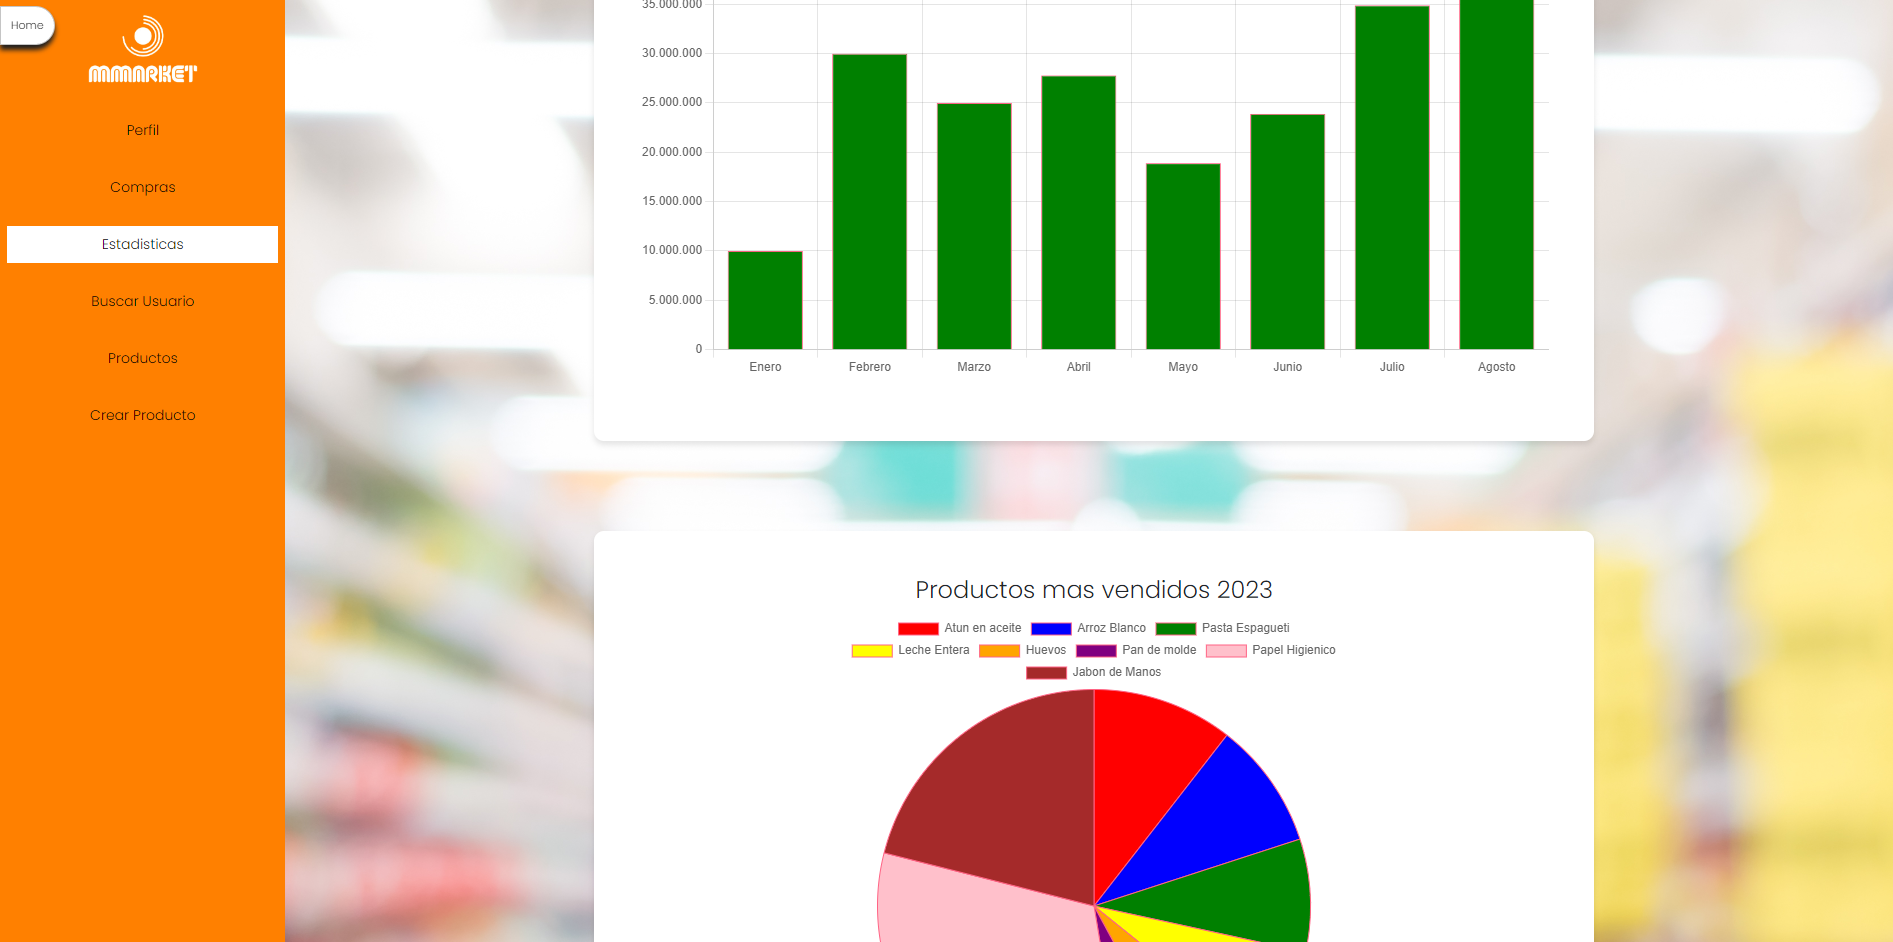 Home
MMARKET
Perfil
Compras
Estadisticas
Buscar Usuario
Productos
Crear Producto
35.000.000
30.000.000
25.000.000
20.000.000
15.000.000
10.000.000
5.000.000
0
Enero Febrero Marzo Abril Mayo Junio Julio Agosto
Productos mas vendidos 2023
Atun en aceite Arroz Blanco Pasta Espagueti
Leche Entera Huevos Pan de molde Papel Higienico
Jabon de Manos